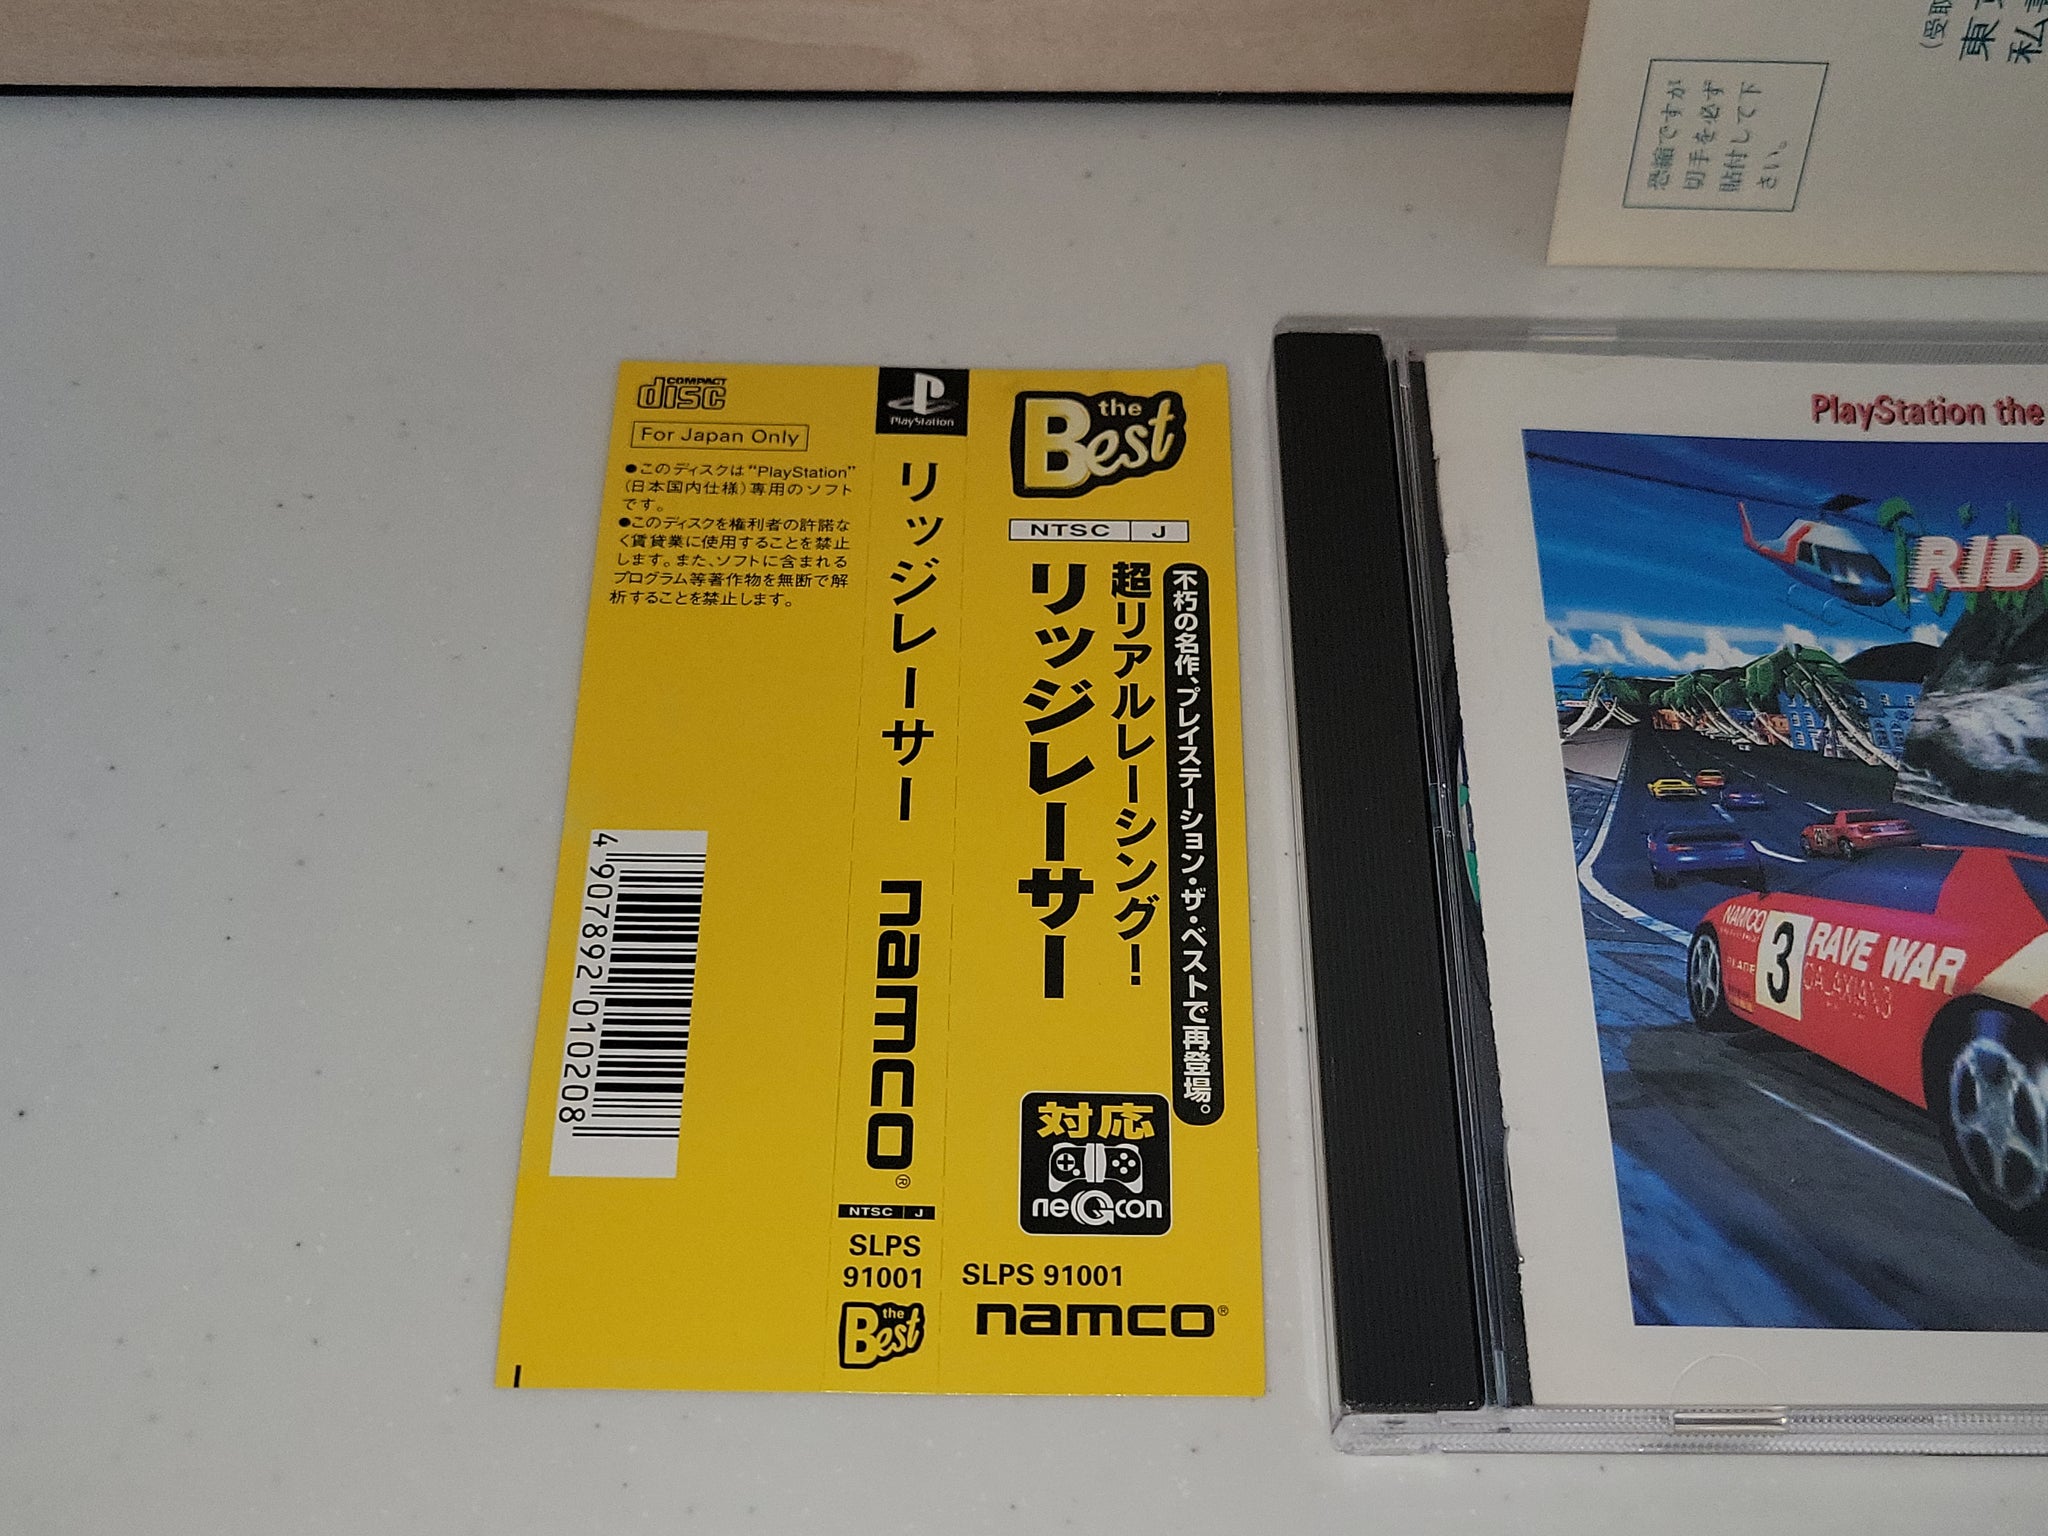 COMPACT
disc
For Japan Only
●このディスクは“PlayStation”
(日本国内仕様)専用のソフト
です。
●このディスクを権利者の許諾な
く賃貸業に使用することを禁止
します。また、ソフトに含まれる
プログラム等著作物を無断で解
析することを禁止します。
4 907892 010208
PlayStation
リッジレーサー
namco®
NTSC J
SLPS
91001
the
Best
the
Best
NTSC J
不朽の名作、プレイステーション・ザ・ベストで再登場。
超リアルレーシング!
リッジレーサー
対応
neGcon
SLPS 91001
namco®
恐縮ですが
切手を必ず
貼付して下
さい。
(受取
東
私
PlayStation the
RID
NAMCO
3
RAVE WAR
GALAXIAN3